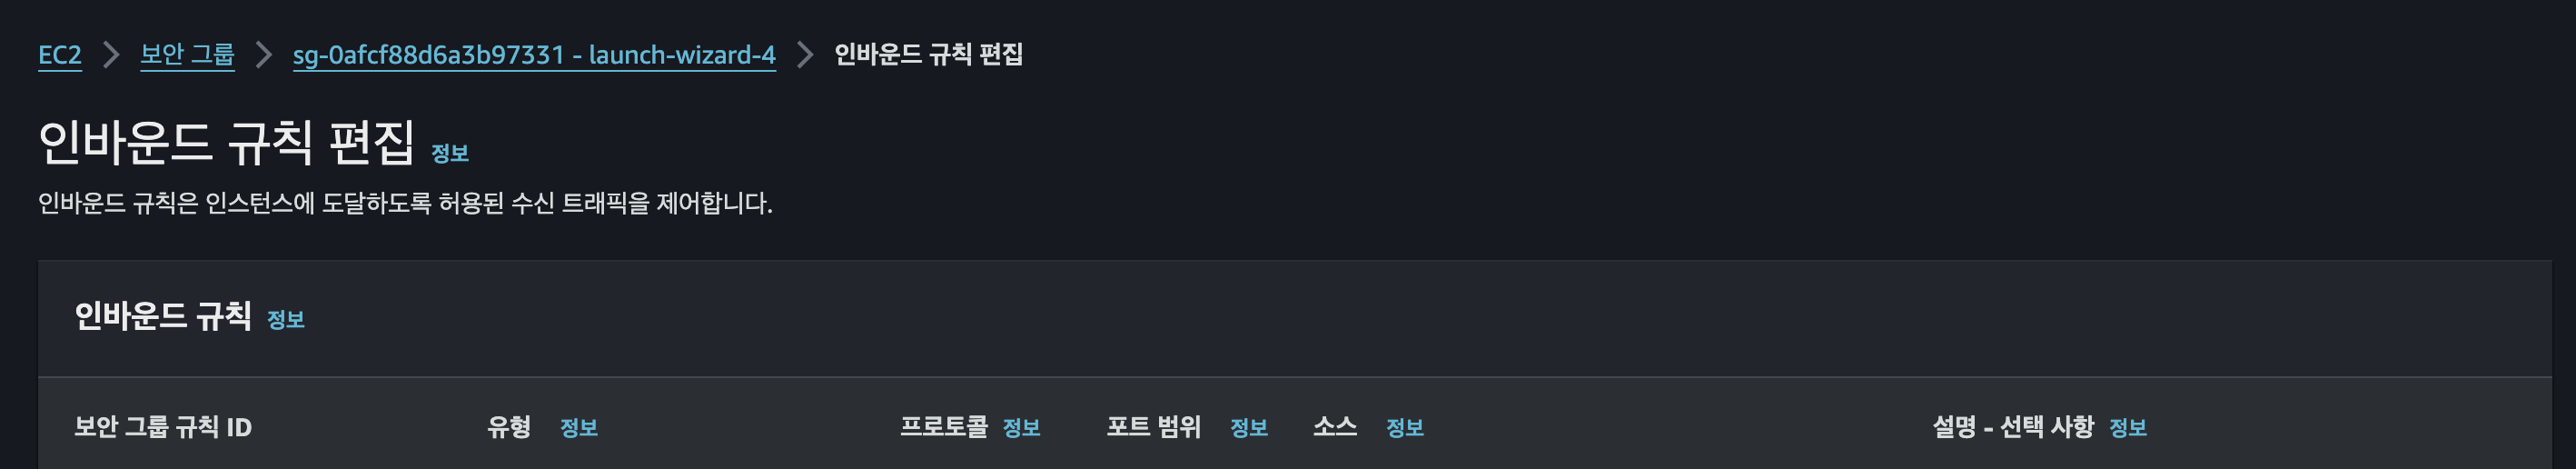 EC2 > 보안 그룹 > sg-0afcf88d6a3b97331 - launch-wizard-4 > 인바운드 규칙 편집
인바운드 규칙 편집 정보
인바운드 규칙은 인스턴스에 도달하도록 허용된 수신 트래픽을 제어합니다.
인바운드 규칙 정보
보안 그룹 규칙 ID 유형 정보 프로토콜 정보 포트 범위 정보 소스 정보 설명 - 선택 사항 정보